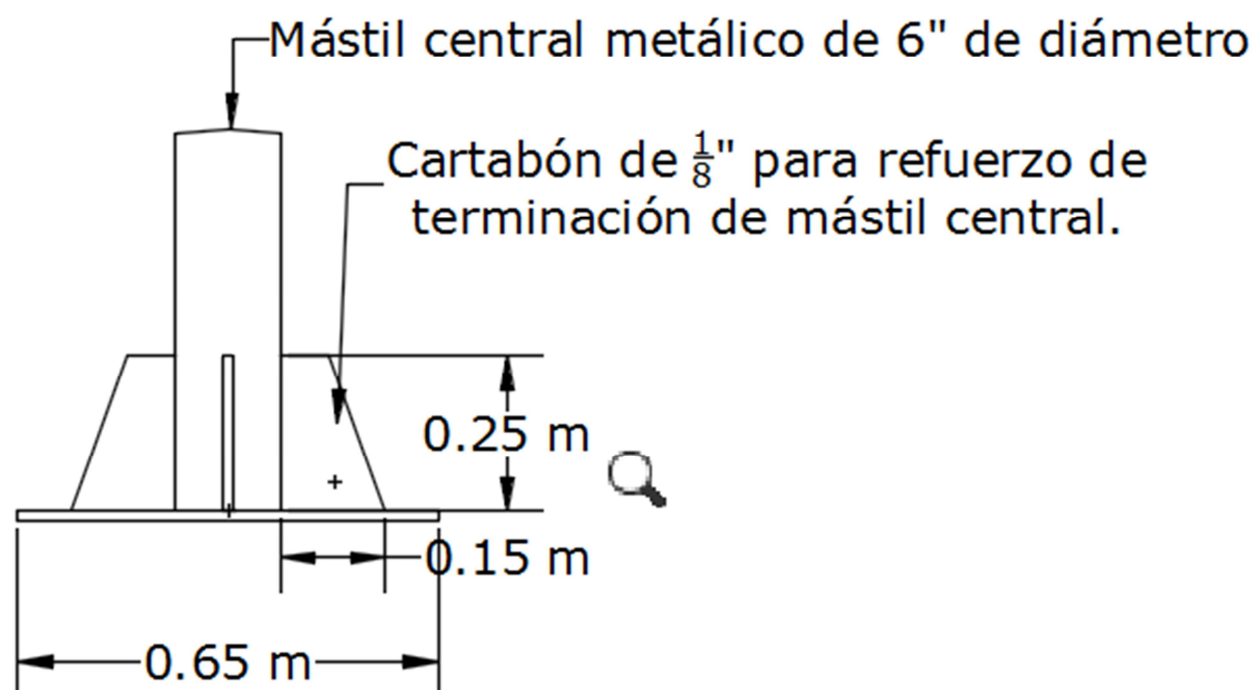 Mástil central metálico de 6" de diámetro
Cartabón de 1/8" para refuerzo de
terminación de mástil central.
0.25 m
0.15 m
0.65 m